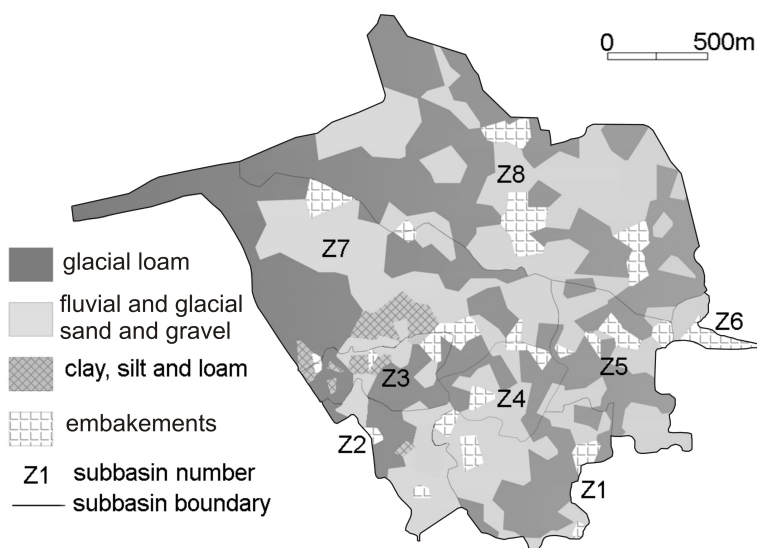 0 500m
Z8
Z7
glacial loam
fluvial and glacial
sand and gravel
Z6
clay, silt and loam
Z3
Z5
Z4
embakements
Z2
Z1 subbasin number
Z1
subbasin boundary